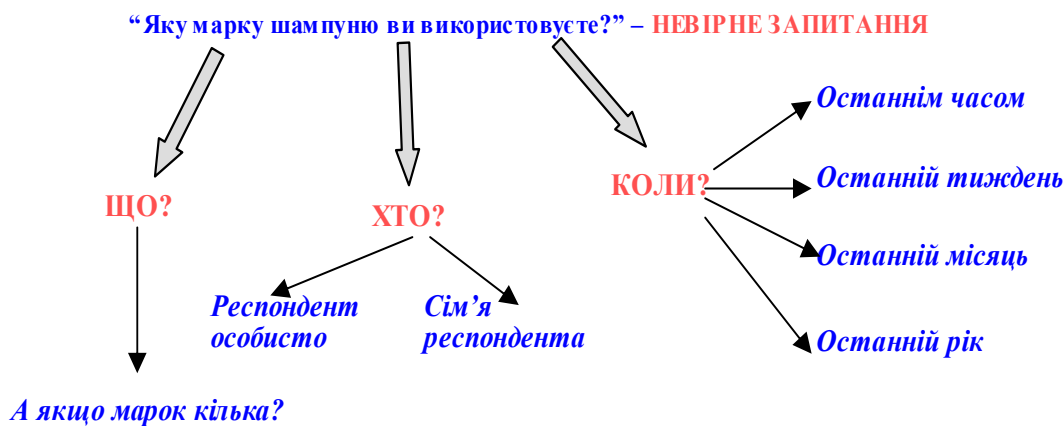 “Яку марку шампуню ви використовуєте?” – НЕВІРНЕ ЗАПИТАННЯ
ЩО?
ХТО?
КОЛИ?
Останнім часом
Останній тиждень
Останній місяць
Останній рік
Респондент
особисто
Сім’я
респондента
А якщо марок кілька?